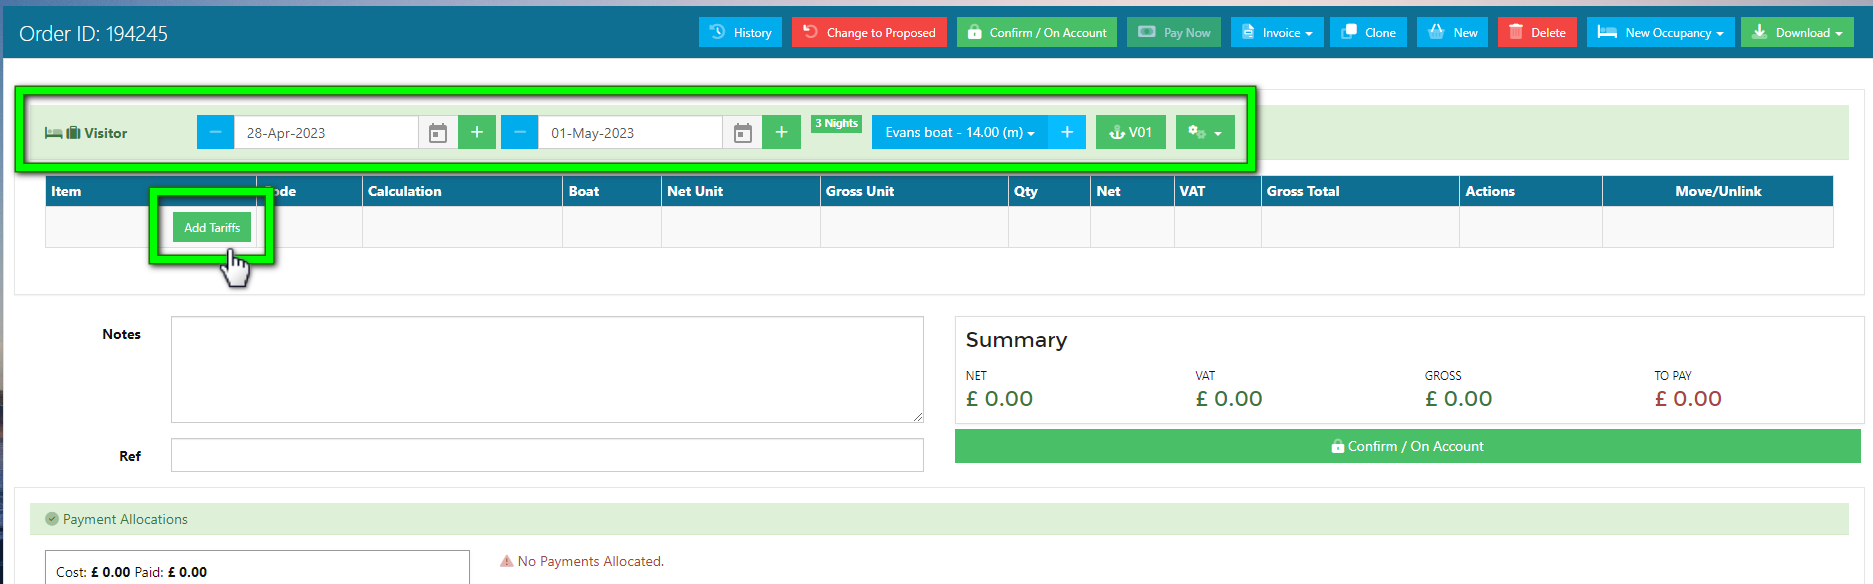 Order ID: 194245 History Change to Proposed Confirm / On Account Pay Now Invoice Clone New Delete New Occupancy Download
Visitor 28-Apr-2023 + 01-May-2023 + 3 Nights Evans boat - 14.00 (m) + V01
Item Code Calculation Boat Net Unit Gross Unit Qty Net VAT Gross Total Actions Move/Unlink
Add Tariffs
Notes
Ref
Summary
NET VAT GROSS TO PAY
£ 0.00 £ 0.00 £ 0.00 £ 0.00
Confirm / On Account
Payment Allocations
Cost: £ 0.00 Paid: £ 0.00
No Payments Allocated.